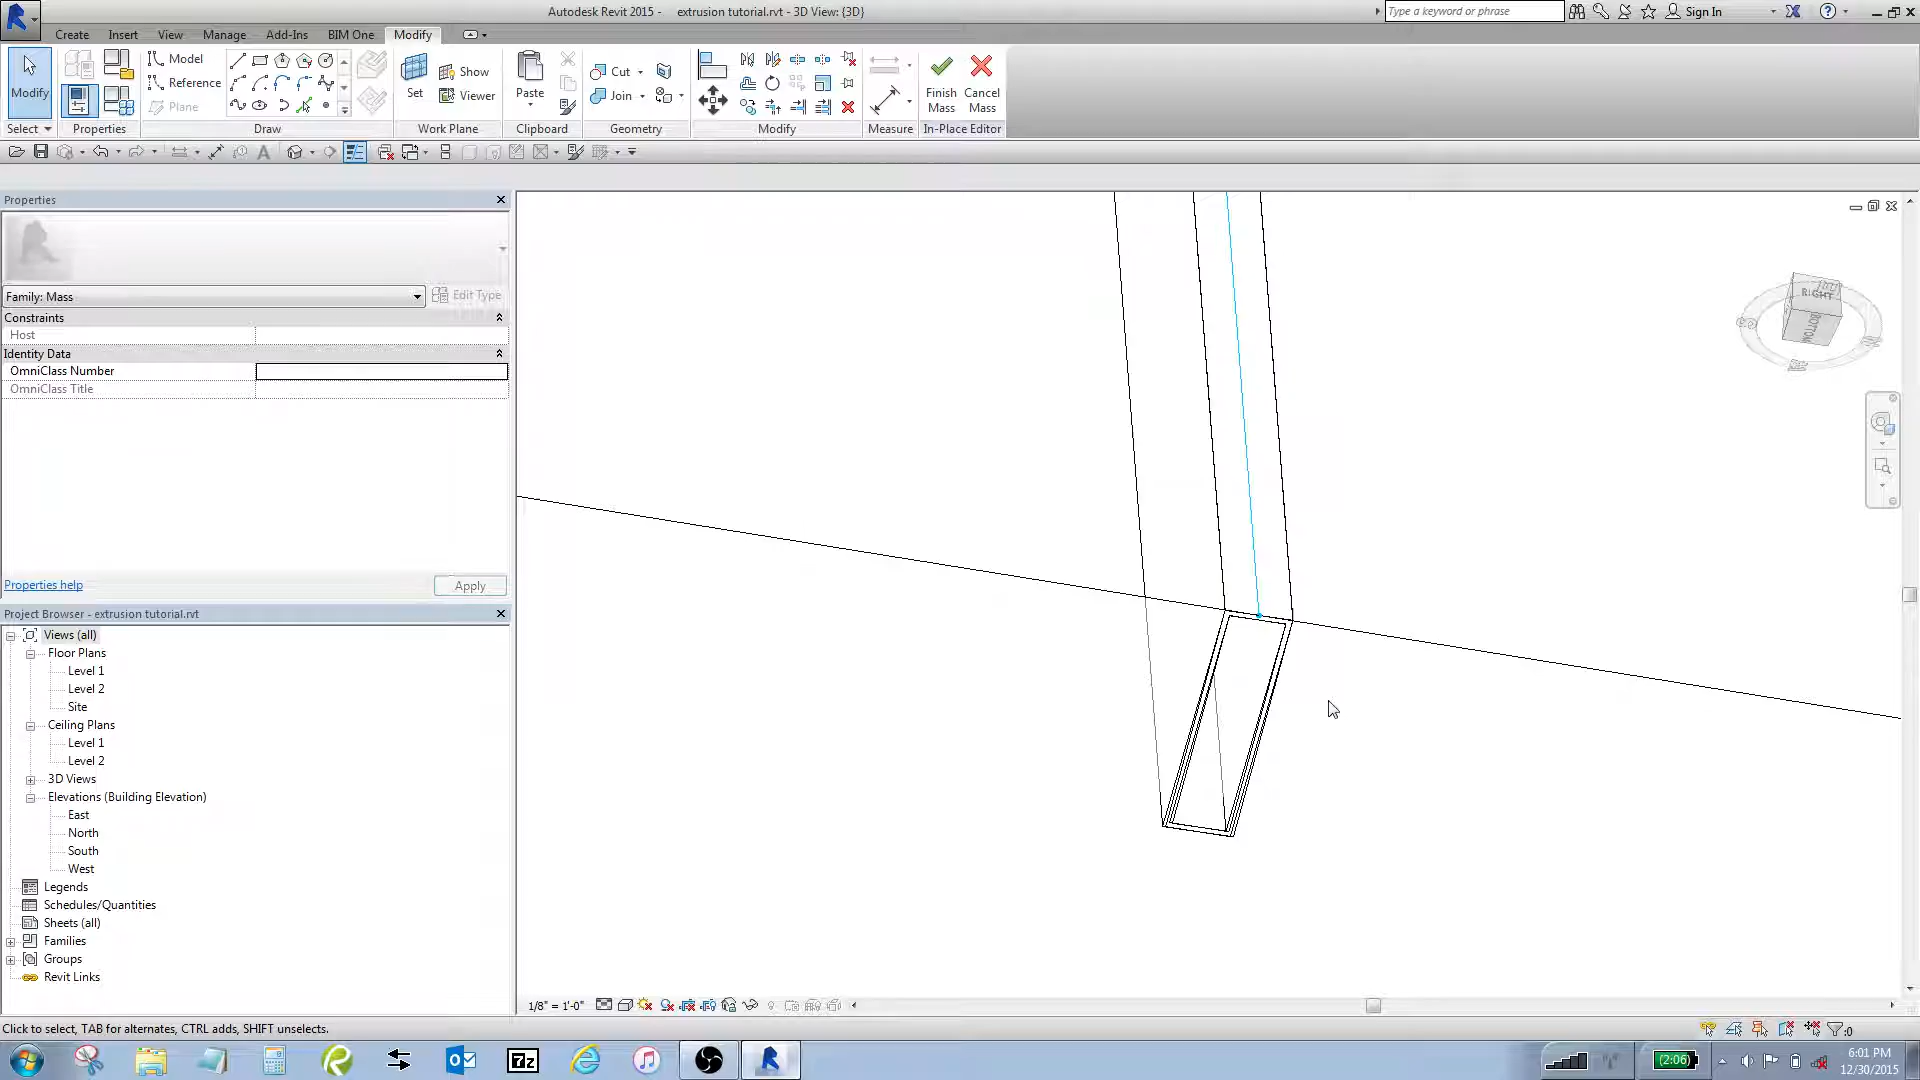 Autodesk Revit 2015 - extrusion tutorial.rvt - 3D View: {3D}
Type a keyword or phrase
Sign In
Create Insert View Manage Add-Ins BIM One Modify
Modify
Select
Properties
Model
Reference
Plane
Draw
Set
Show
Viewer
Work Plane
Paste
Clipboard
Cut
Join
Geometry
Modify
Measure
Finish Mass
Cancel Mass
In-Place Editor
Properties
Family: Mass
Edit Type
Constraints
Host
Identity Data
OmniClass Number
OmniClass Title
Properties help
Apply
Project Browser - extrusion tutorial.rvt
Views (all)
Floor Plans
Level 1
Level 2
Site
Ceiling Plans
Level 1
Level 2
3D Views
Elevations (Building Elevation)
East
North
South
West
Legends
Schedules/Quantities
Sheets (all)
Families
Groups
Revit Links
RIGHT
BOTTOM
1/8" = 1'-0"
Click to select, TAB for alternates, CTRL adds, SHIFT unselects.
:0
7z
(2:06)
6:01 PM
12/30/2015